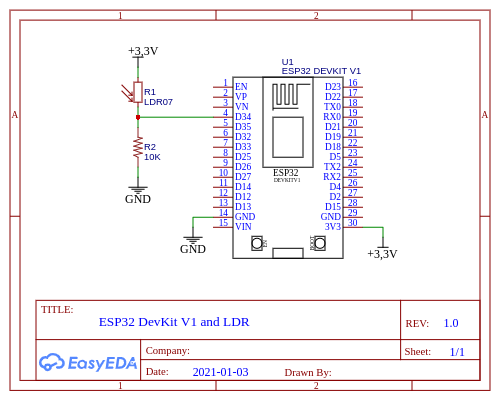 1 2
+3,3V
U1
ESP32 DEVKIT V1
R1
LDR07
A A
1 EN D23 16
2 VP D22 17
3 VN TX0 18
4 D34 RX0 19
5 D35 D21 20
6 D32 D19 21
7 D33 D18 22
8 D25 D5 23
9 D26 TX2 24
10 D27 RX2 25
11 D14 D4 26
12 D12 D2 27
13 D13 D15 28
14 GND GND 29
15 VIN 3V3 30
ESP32
DEVKITV1
R2
10K
GND
GND
EN BOOT
+3,3V
TITLE:
ESP32 DevKit V1 and LDR
REV: 1.0
EasyEDA
Company:
Sheet: 1/1
Date: 2021-01-03 Drawn By:
1 2